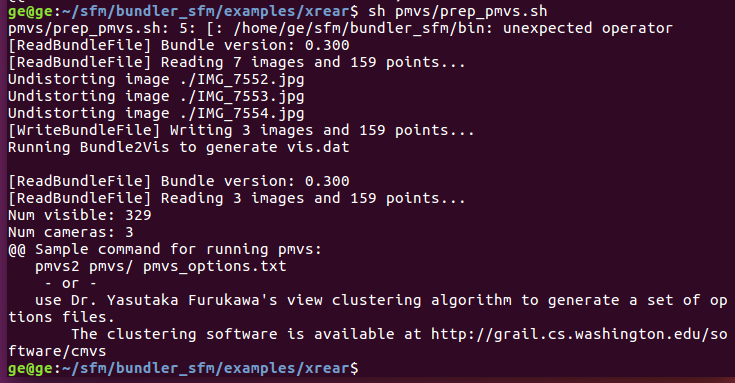 ge@ge:~/sfm/bundler_sfm/examples/xrear$ sh pmvs/prep_pmvs.sh
pmvs/prep_pmvs.sh: 5: [: /home/ge/sfm/bundler_sfm/bin: unexpected operator
[ReadBundleFile] Bundle version: 0.300
[ReadBundleFile] Reading 7 images and 159 points...
Undistorting image ./IMG_7552.jpg
Undistorting image ./IMG_7553.jpg
Undistorting image ./IMG_7554.jpg
[WriteBundleFile] Writing 3 images and 159 points...
Running Bundle2Vis to generate vis.dat

[ReadBundleFile] Bundle version: 0.300
[ReadBundleFile] Reading 3 images and 159 points...
Num visible: 329
Num cameras: 3
@@ Sample command for running pmvs:
   pmvs2 pmvs/ pmvs_options.txt
    - or -
   use Dr. Yasutaka Furukawa's view clustering algorithm to generate a set of op
tions files.
       The clustering software is available at http://grail.cs.washington.edu/so
ftware/cmvs
ge@ge:~/sfm/bundler_sfm/examples/xrear$